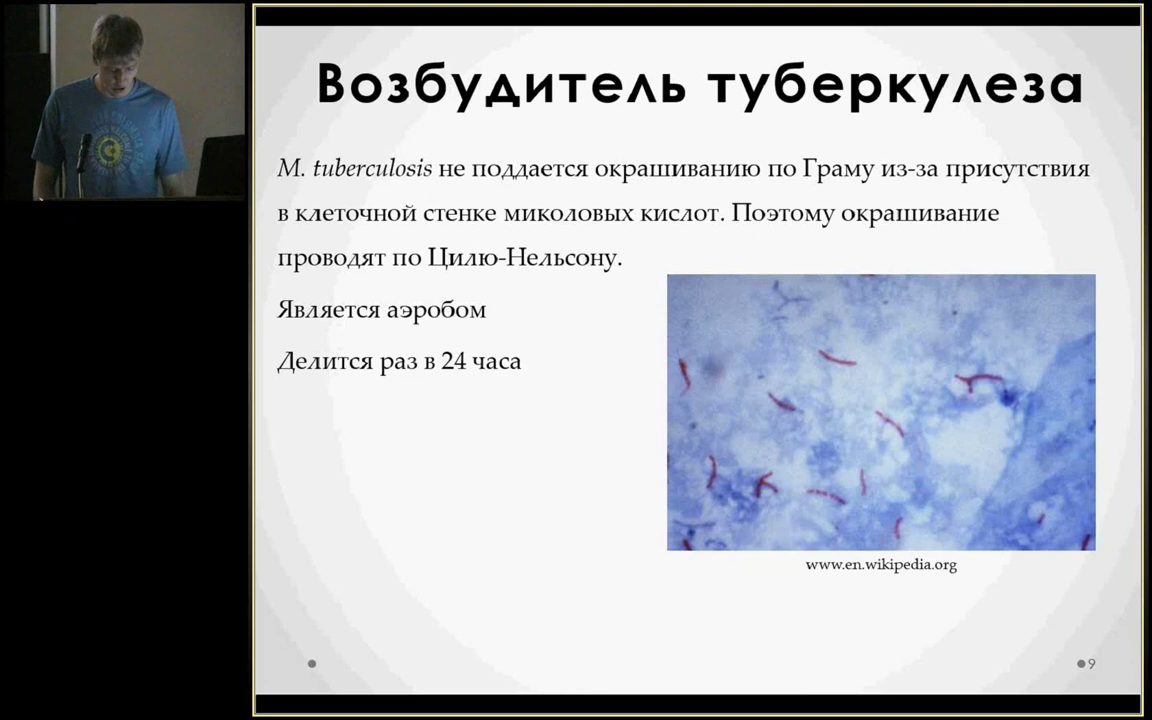 Возбудитель туберкулеза
M. tuberculosis не поддается окрашиванию по Граму из-за присутствия
в клеточной стенке миколовых кислот. Поэтому окрашивание
проводят по Цилю-Нельсону.
Является аэробом
Делится раз в 24 часа
www.en.wikipedia.org
9